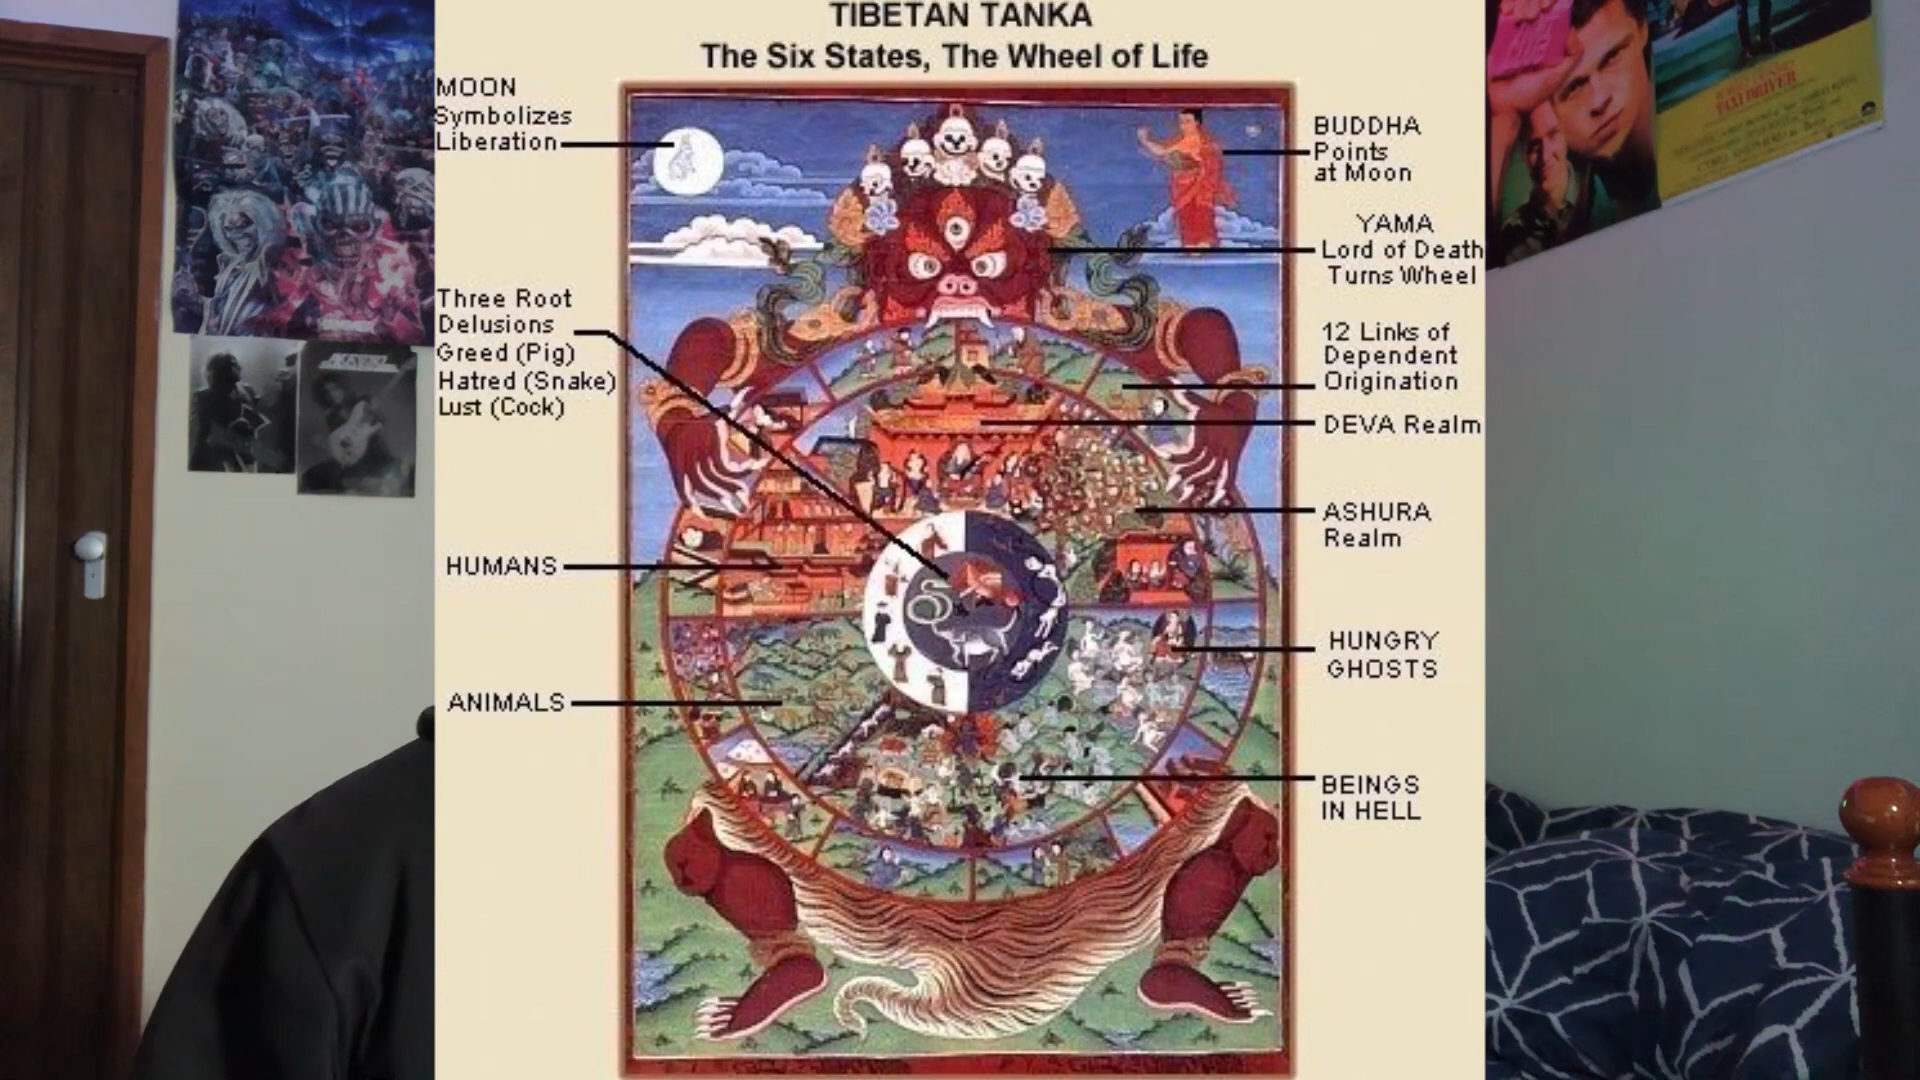 TIBETAN TANKA
The Six States, The Wheel of Life
MOON
Symbolizes
Liberation
BUDDHA
Points
at Moon
YAMA
Lord of Death
Turns Wheel
Three Root
Delusions
Greed (Pig)
Hatred (Snake)
Lust (Cock)
12 Links of
Dependent
Origination
DEVA Realm
ASHURA
Realm
HUMANS
HUNGRY
GHOSTS
ANIMALS
BEINGS
IN HELL
TAXI DRIVER